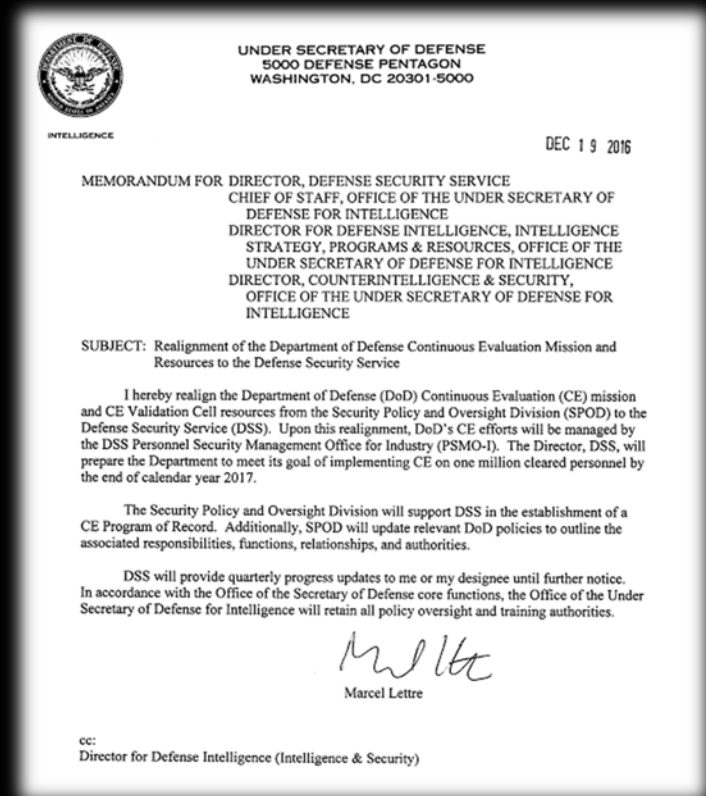 UNDER SECRETARY OF DEFENSE
5000 DEFENSE PENTAGON
WASHINGTON, DC 20301-5000
INTELLIGENCE
DEC 19 2016
MEMORANDUM FOR DIRECTOR, DEFENSE SECURITY SERVICE
CHIEF OF STAFF, OFFICE OF THE UNDER SECRETARY OF
DEFENSE FOR INTELLIGENCE
DIRECTOR FOR DEFENSE INTELLIGENCE, INTELLIGENCE
STRATEGY, PROGRAMS & RESOURCES, OFFICE OF THE
UNDER SECRETARY OF DEFENSE FOR INTELLIGENCE
DIRECTOR, COUNTERINTELLIGENCE & SECURITY,
OFFICE OF THE UNDER SECRETARY OF DEFENSE FOR
INTELLIGENCE
SUBJECT: Realignment of the Department of Defense Continuous Evaluation Mission and
Resources to the Defense Security Service
I hereby realign the Department of Defense (DoD) Continuous Evaluation (CE) mission
and CE Validation Cell resources from the Security Policy and Oversight Division (SPOD) to the
Defense Security Service (DSS). Upon this realignment, DoD's CE efforts will be managed by
the DSS Personnel Security Management Office for Industry (PSMO-I). The Director, DSS, will
prepare the Department to meet its goal of implementing CE on one million cleared personnel by
the end of calendar year 2017.
The Security Policy and Oversight Division will support DSS in the establishment of a
CE Program of Record. Additionally, SPOD will update relevant DoD policies to outline the
associated responsibilities, functions, relationships, and authorities.
DSS will provide quarterly progress updates to me or my designee until further notice.
In accordance with the Office of the Secretary of Defense core functions, the Office of the Under
Secretary of Defense for Intelligence will retain all policy oversight and training authorities.
Marcel Lettre
cc:
Director for Defense Intelligence (Intelligence & Security)